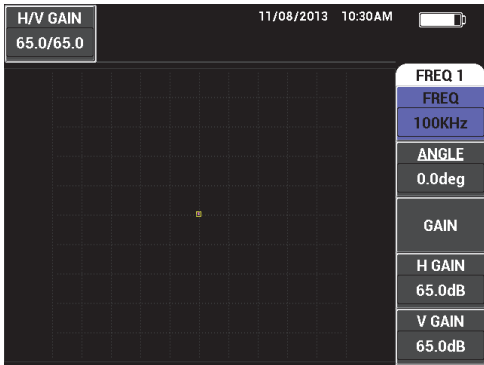 H/V GAIN
65.0/65.0
11/08/2013 10:30AM
FREQ 1
FREQ
100KHz
ANGLE
0.0deg
GAIN
H GAIN
65.0dB
V GAIN
65.0dB